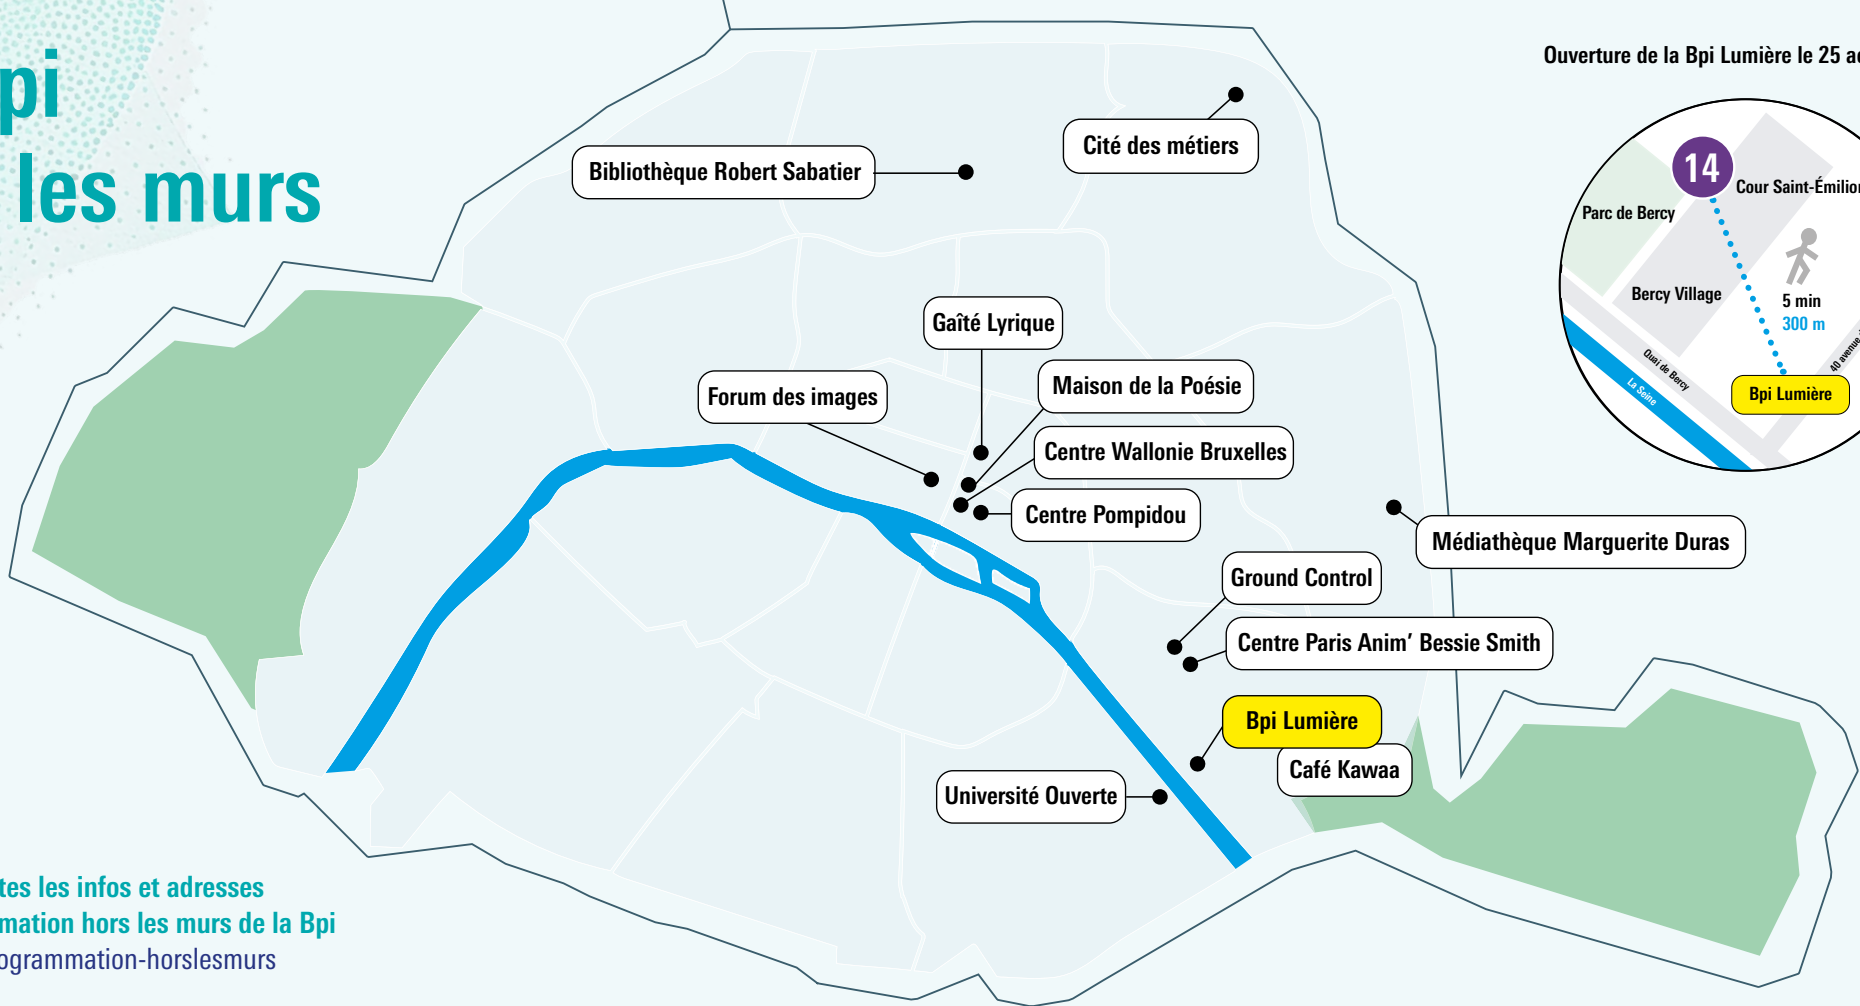 pi
les murs
Ouverture de la Bpi Lumière le 25
14
Cour Saint-Émilion
Parc de Bercy
Bercy Village
5 min
300 m
Quai de Bercy
La Seine
40 avenue
Bpi Lumière
Cité des métiers
Bibliothèque Robert Sabatier
Gaîté Lyrique
Maison de la Poésie
Forum des images
Centre Wallonie Bruxelles
Centre Pompidou
Médiathèque Marguerite Duras
Ground Control
Centre Paris Anim’ Bessie Smith
Bpi Lumière
Café Kawaa
Université Ouverte
tes les infos et adresses
mation hors les murs de la Bpi
ogrammation-horslesmurs